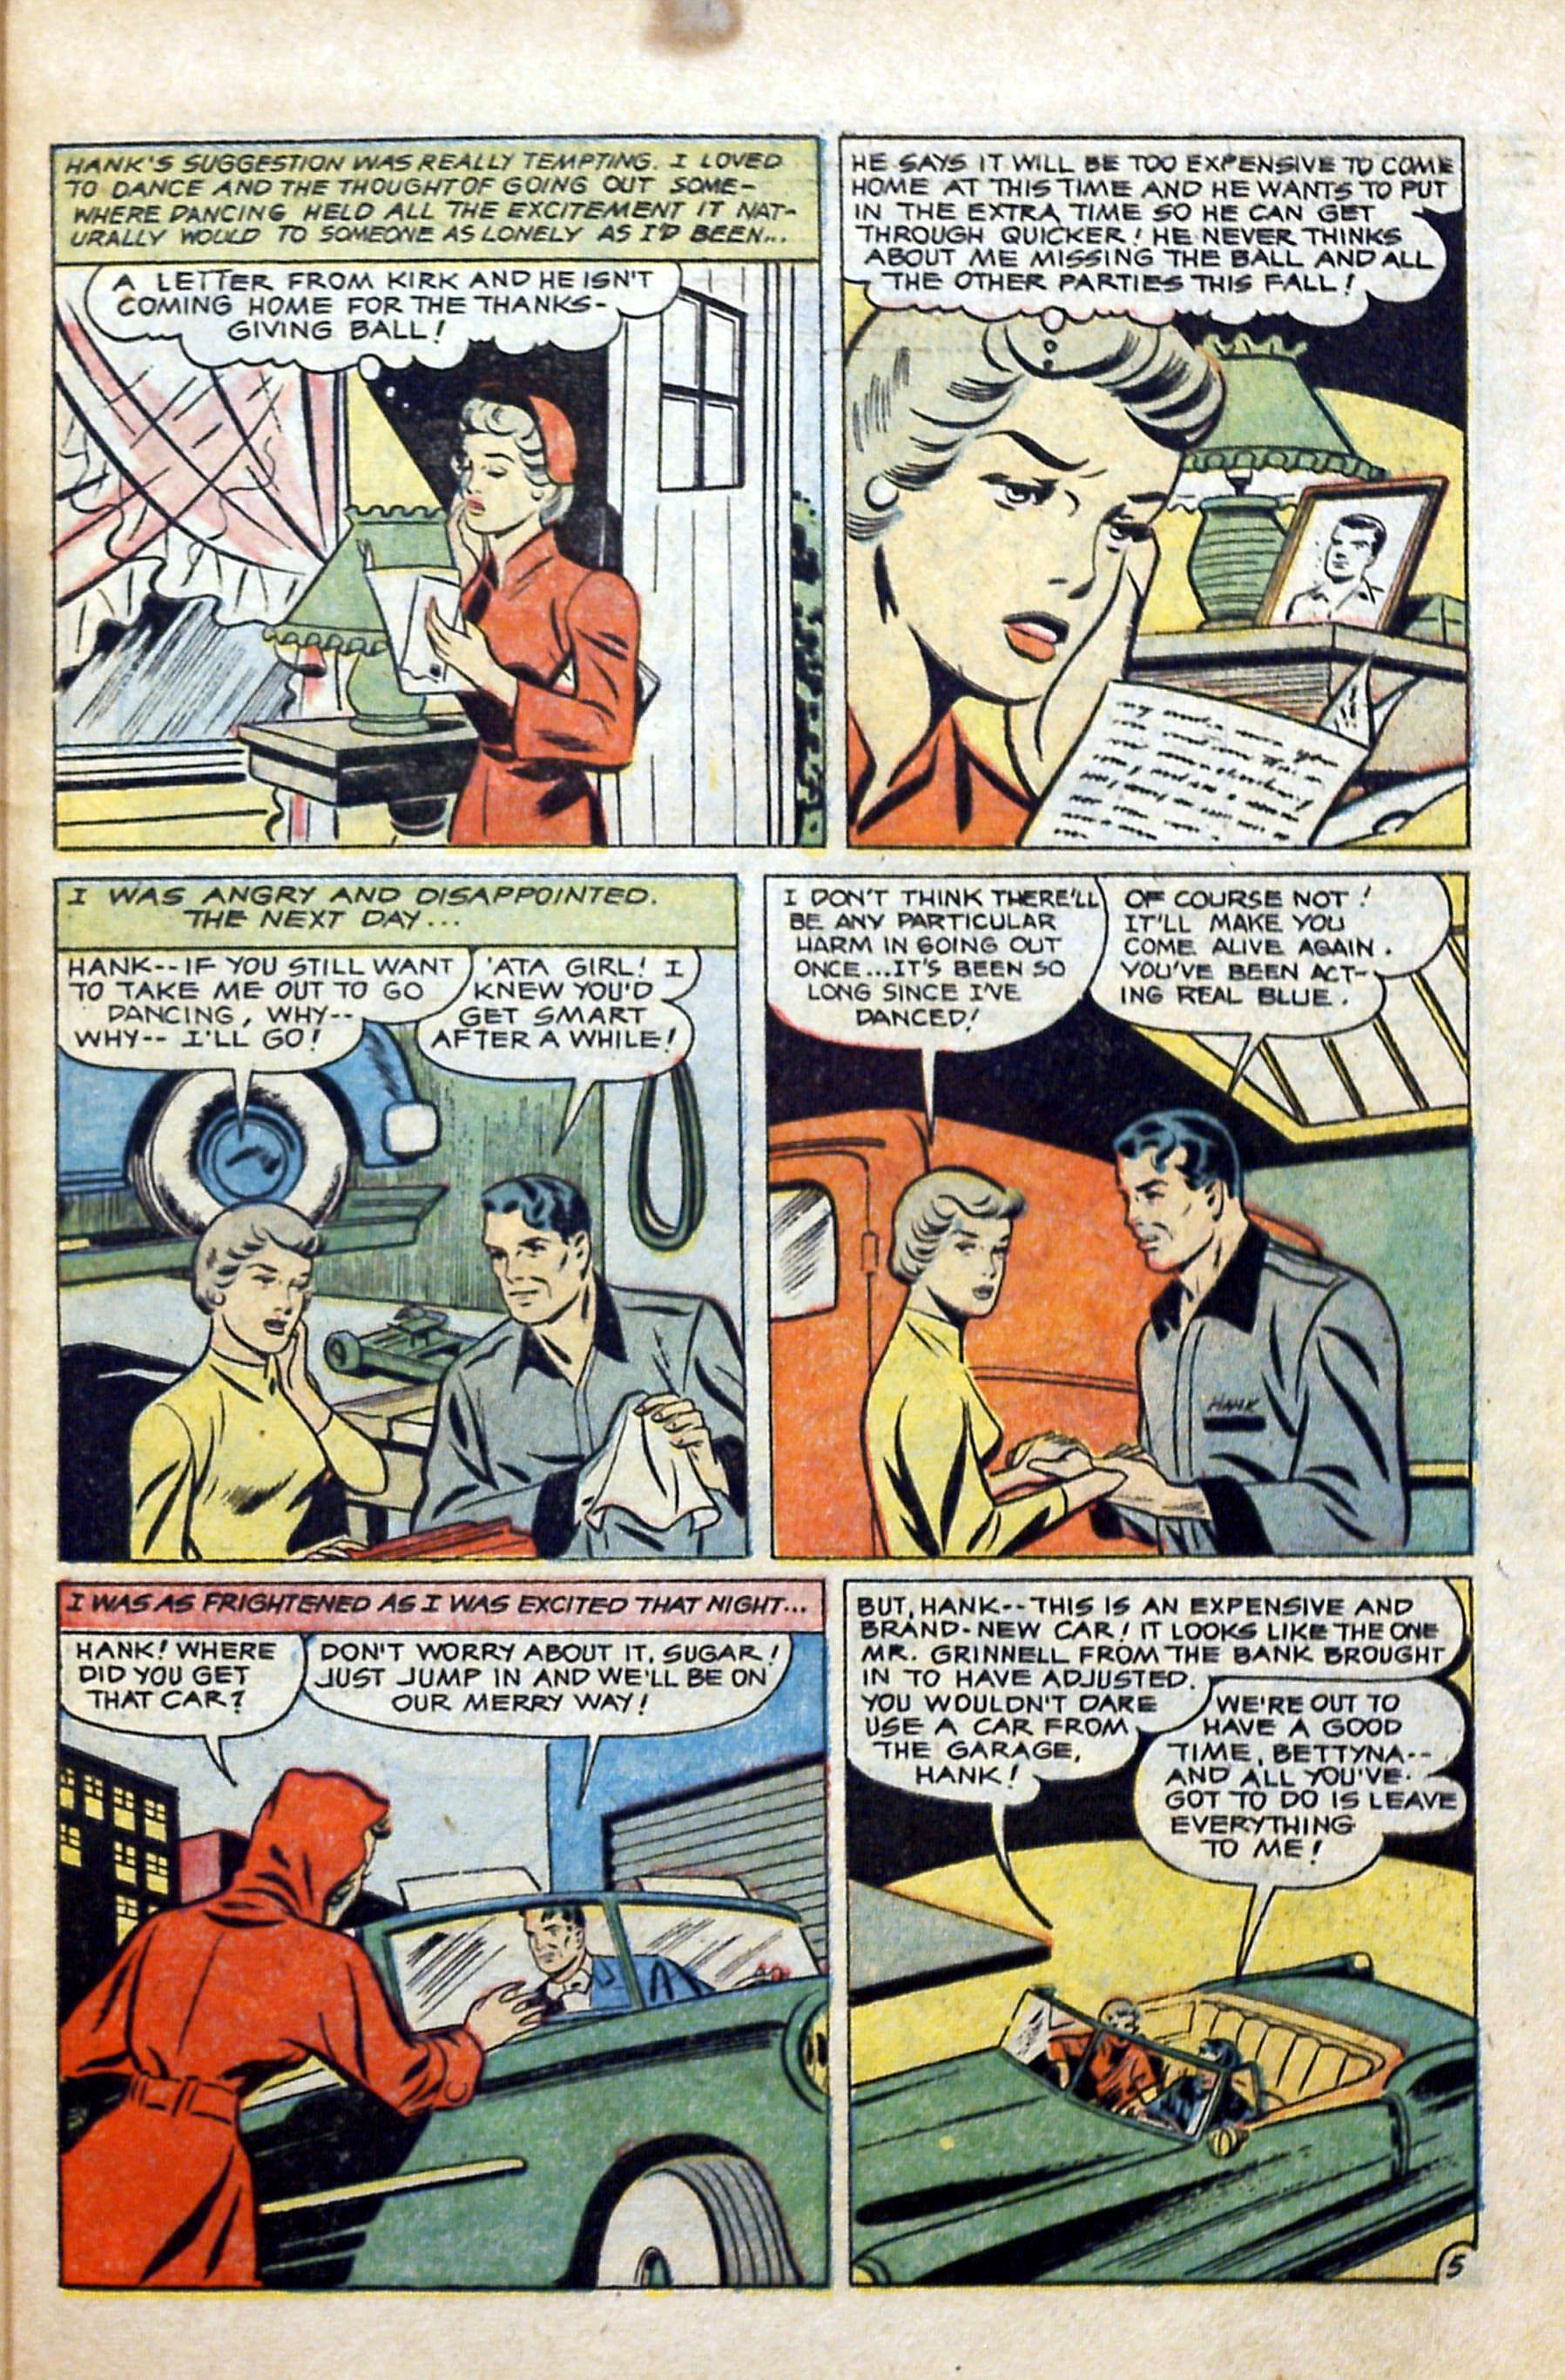 HANK'S SUGGESTION WAS REALLY TEMPTING. I LOVED
TO DANCE AND THE THOUGHT OF GOING OUT SOME-
WHERE DANCING HELD ALL THE EXCITEMENT IT NAT-
URALLY WOULD TO SOMEONE AS LONELY AS I'D BEEN...
A LETTER FROM KIRK AND HE ISN'T
COMING HOME FOR THE THANKS-
GIVING BALL!
HE SAYS IT WILL BE TOO EXPENSIVE TO COME
HOME AT THIS TIME AND HE WANTS TO PUT
IN THE EXTRA TIME SO HE CAN GET
THROUGH QUICKER! HE NEVER THINKS
ABOUT ME MISSING THE BALL AND ALL
THE OTHER PARTIES THIS FALL!
I WAS ANGRY AND DISAPPOINTED.
THE NEXT DAY...
HANK--IF YOU STILL WANT
TO TAKE ME OUT TO GO
DANCING, WHY--
WHY-- I'LL GO!
'ATA GIRL! I
KNEW YOU'D
GET SMART
AFTER A WHILE!
I DON'T THINK THERE'LL
BE ANY PARTICULAR
HARM IN GOING OUT
ONCE...IT'S BEEN SO
LONG SINCE I'VE
DANCED!
OF COURSE NOT!
IT'LL MAKE YOU
COME ALIVE AGAIN.
YOU'VE BEEN ACT-
ING REAL BLUE.
HANK
I WAS AS FRIGHTENED AS I WAS EXCITED THAT NIGHT...
HANK! WHERE
DID YOU GET
THAT CAR?
DON'T WORRY ABOUT IT, SUGAR!
JUST JUMP IN AND WE'LL BE ON
OUR MERRY WAY!
BUT, HANK--THIS IS AN EXPENSIVE AND
BRAND-NEW CAR! IT LOOKS LIKE THE ONE
MR. GRINNELL FROM THE BANK BROUGHT
IN TO HAVE ADJUSTED.
YOU WOULDN'T DARE
USE A CAR FROM
THE GARAGE,
HANK!
WE'RE OUT TO
HAVE A GOOD
TIME, BETTYNA--
AND ALL YOU'VE
GOT TO DO IS LEAVE
EVERYTHING
TO ME!
5